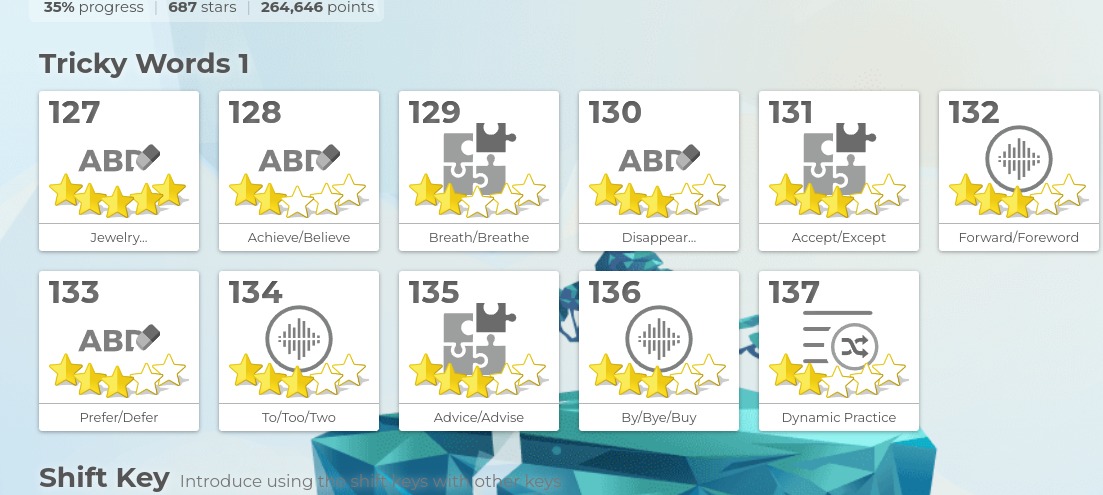 35% progress | 687 stars | 264,646 points
Tricky Words 1
127 128 129 130 131 132
ABD ABD ABD
Jewelry... Achieve/Believe Breath/Breathe Disappear... Accept/Except Forward/Foreword
133 134 135 136 137
ABD
Prefer/Defer To/Too/Two Advice/Advise By/Bye/Buy Dynamic Practice
Shift Key Introduce using the shift keys with other keys